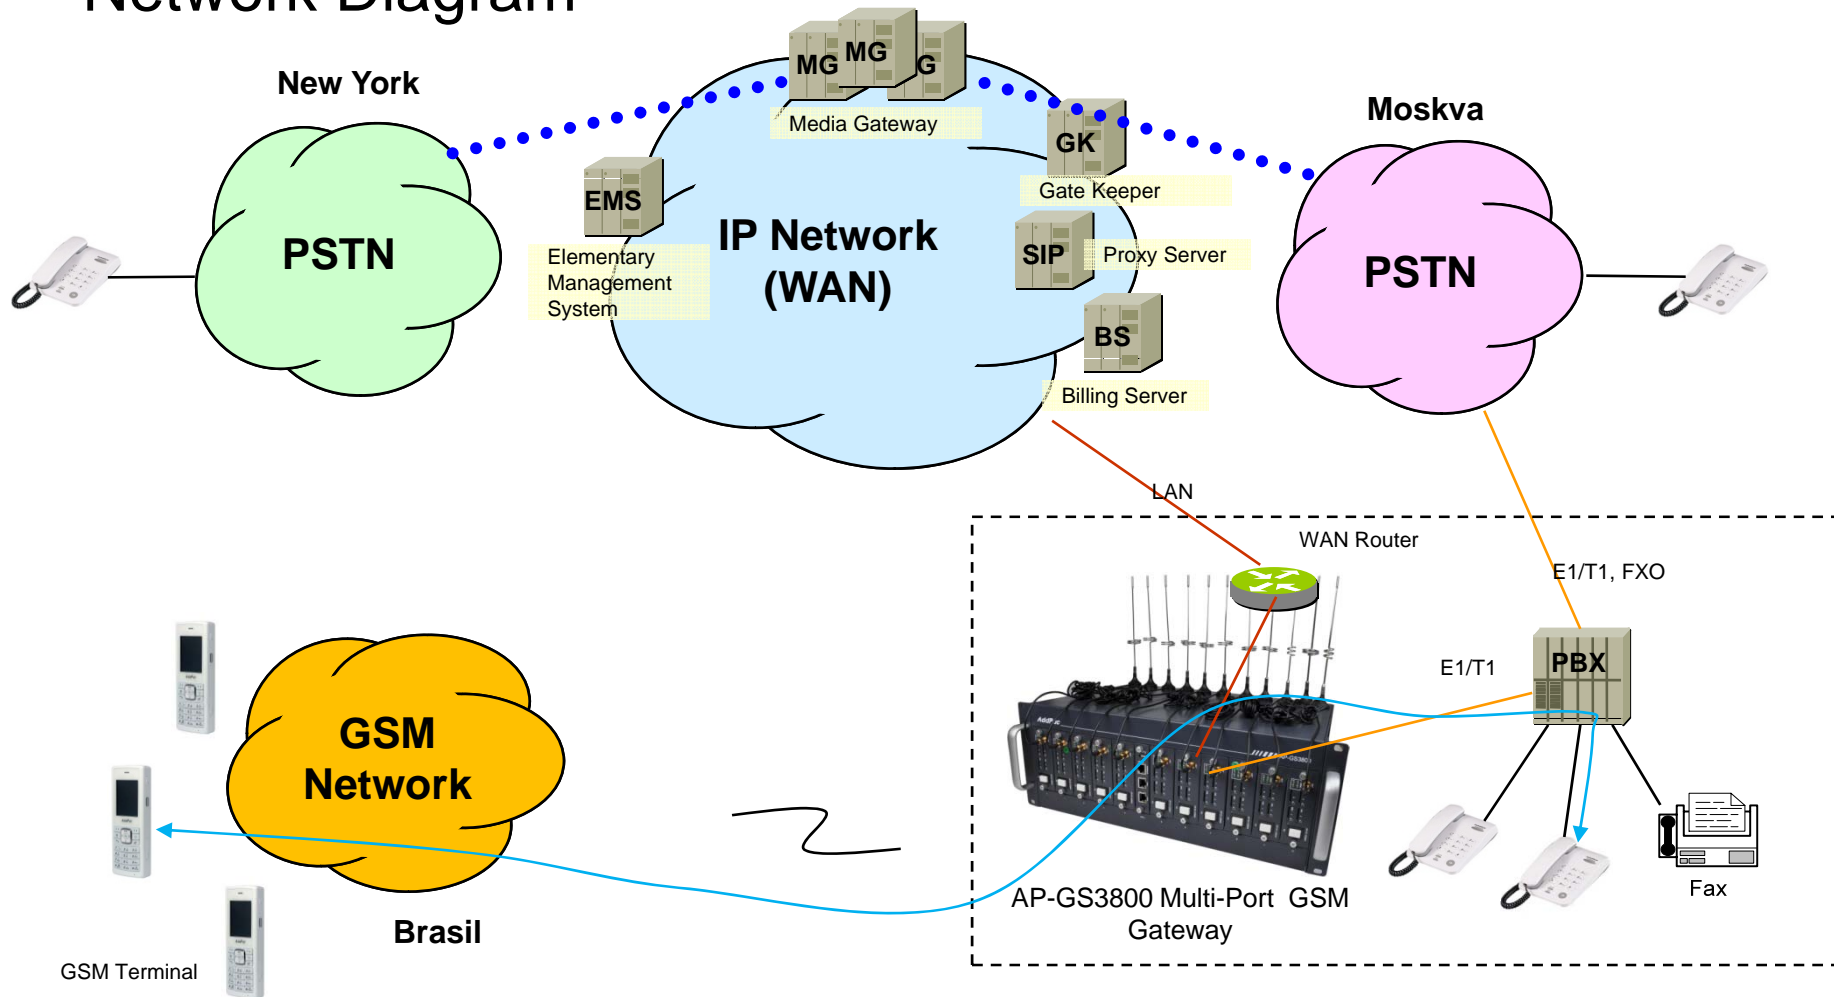 Network Diagram
New York
MG
MG
G
Media Gateway
Moskva
GK
Gate Keeper
EMS
Elementary
Management
System
PSTN
IP Network
(WAN)
SIP
Proxy Server
PSTN
BS
Billing Server
LAN
WAN Router
E1/T1, FXO
E1/T1
PBX
GSM
Network
AP-GS3800 Multi-Port GSM
Gateway
Fax
Brasil
GSM Terminal